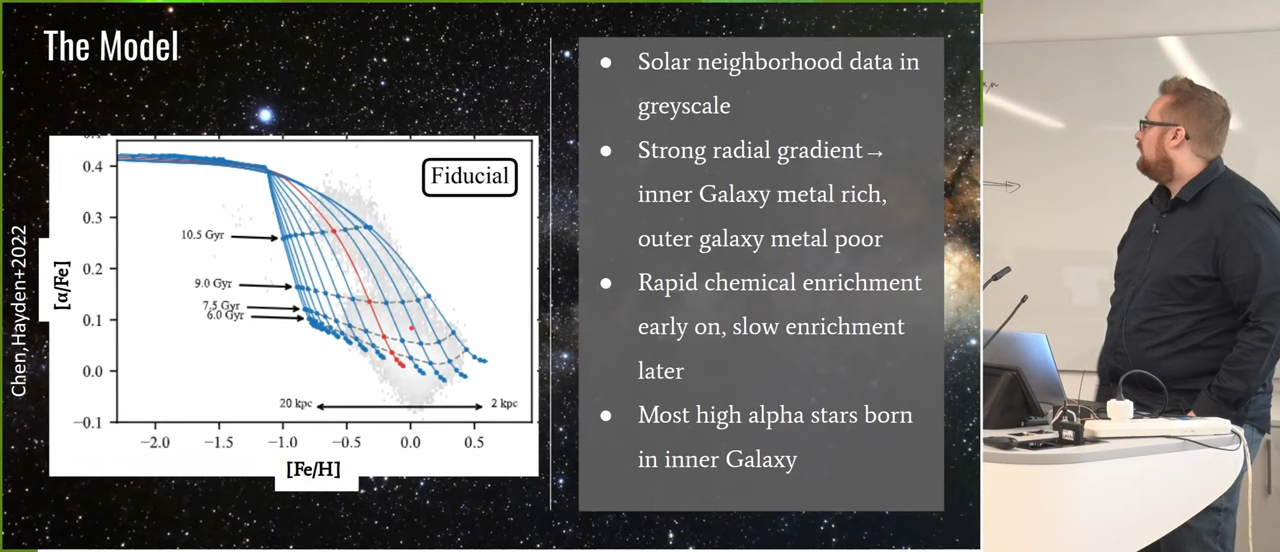 The Model
Solar neighborhood data in
greyscale
Strong radial gradient→
inner Galaxy metal rich,
outer galaxy metal poor
Rapid chemical enrichment
early on, slow enrichment
later
Most high alpha stars born
in inner Galaxy
Fiducial
0.4
0.3
0.2
0.1
0.0
−0.1
[α/Fe]
10.5 Gyr
9.0 Gyr
7.5 Gyr
6.0 Gyr
20 kpc
2 kpc
−2.0 −1.5 −1.0 −0.5 0.0 0.5
[Fe/H]
Chen,Hayden+2022